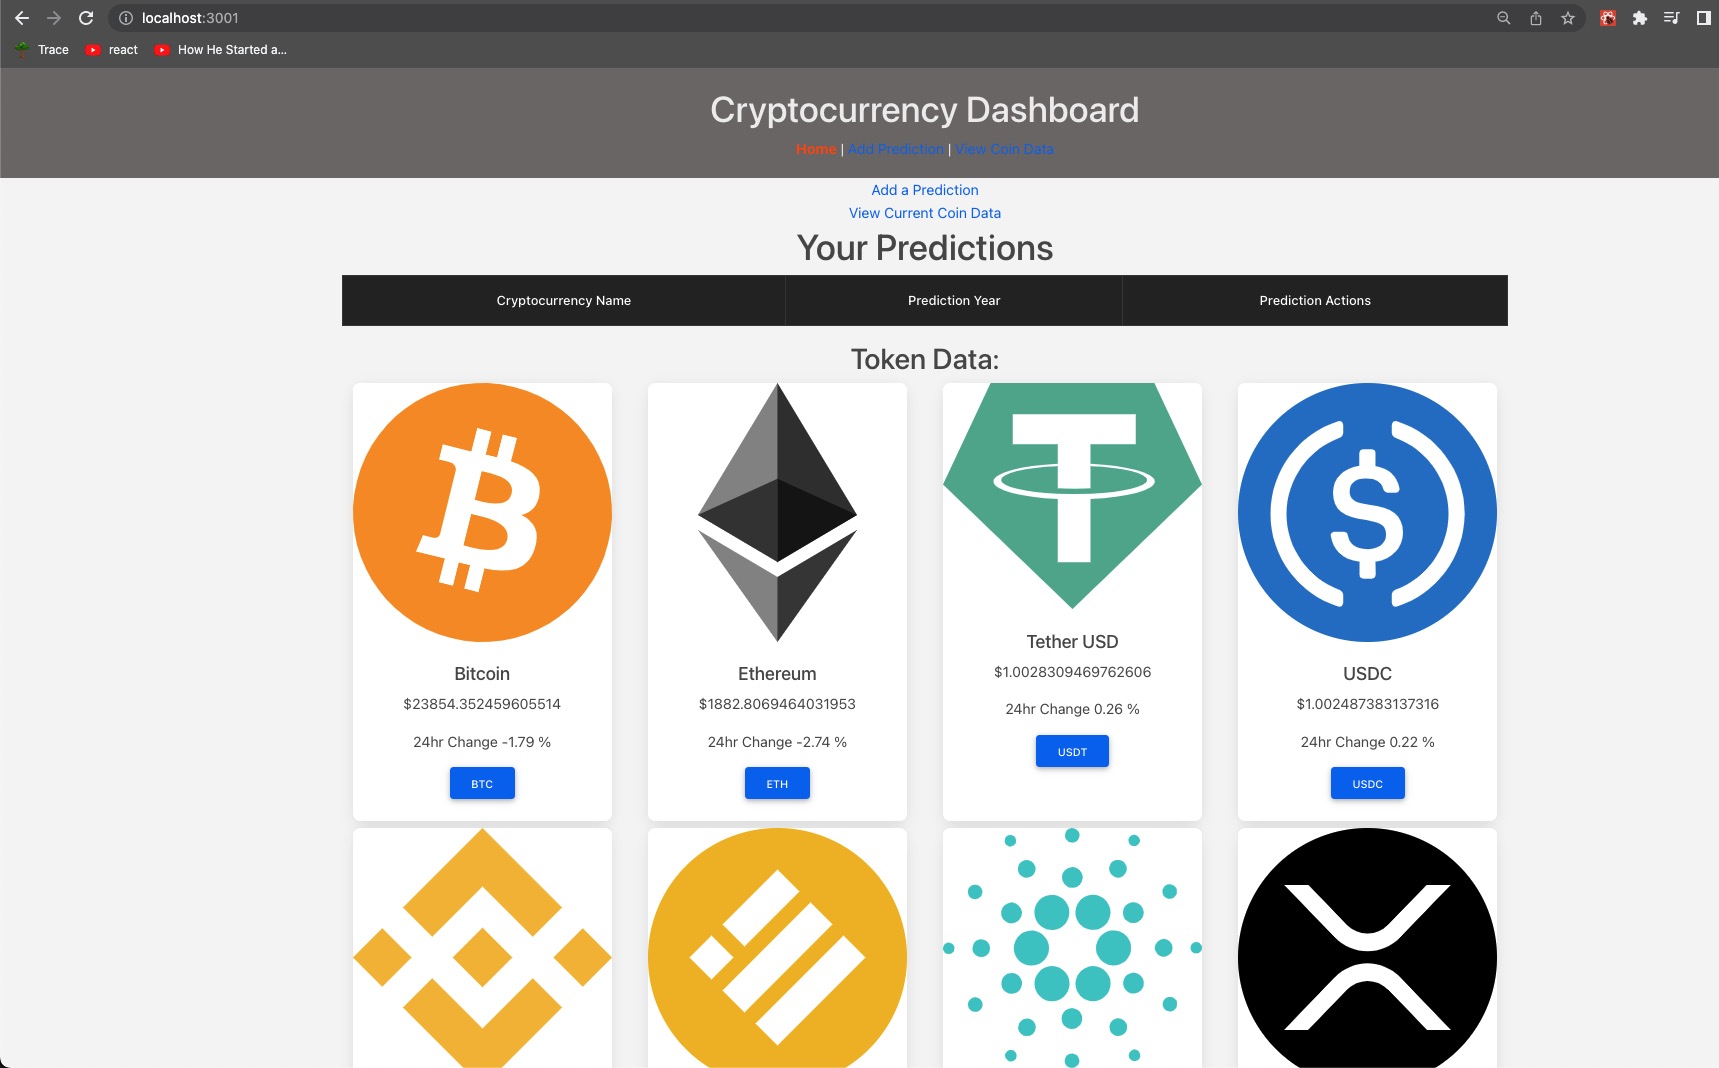 localhost:3001
Trace react How He Started a...
Cryptocurrency Dashboard
Home | Add Prediction | View Coin Data
Add a Prediction
View Current Coin Data
Your Predictions
Cryptocurrency Name Prediction Year Prediction Actions
Token Data:
Bitcoin
$23854.352459605514
24hr Change -1.79 %
BTC
Ethereum
$1882.8069464031953
24hr Change -2.74 %
ETH
Tether USD
$1.0028309469762606
24hr Change 0.26 %
USDT
USDC
$1.002487383137316
24hr Change 0.22 %
USDC